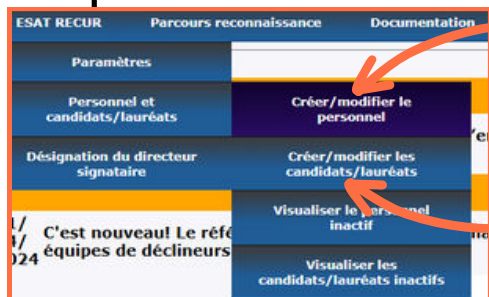 ESAT RECUR Parcours reconnaissance Documentation
Paramètres
Personnel et
candidats/lauréats
Créer/modifier le
personnel
Désignation du directeur
signataire
Créer/modifier les
candidats/lauréats
Visualiser le personnel
inactif
C'est nouveau! Le réfé
024 équipes de déclineurs
Visualiser les
candidats/lauréats inactifs